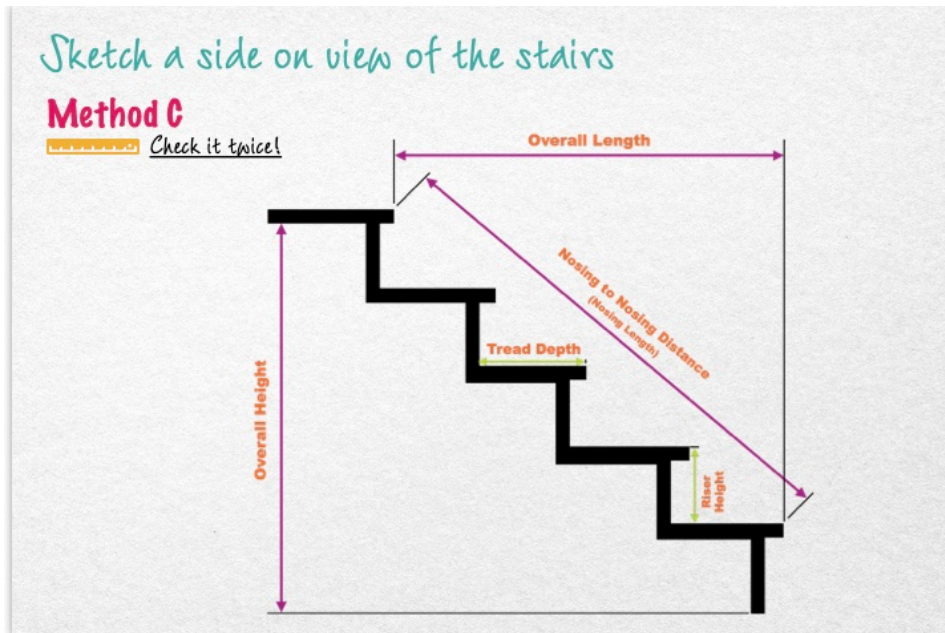 Sketch a side on view of the stairs
Method C
Check it twice!
Overall Length
Nosing to Nosing Distance
(Nosing Length)
Tread Depth
Overall Height
Riser
Height